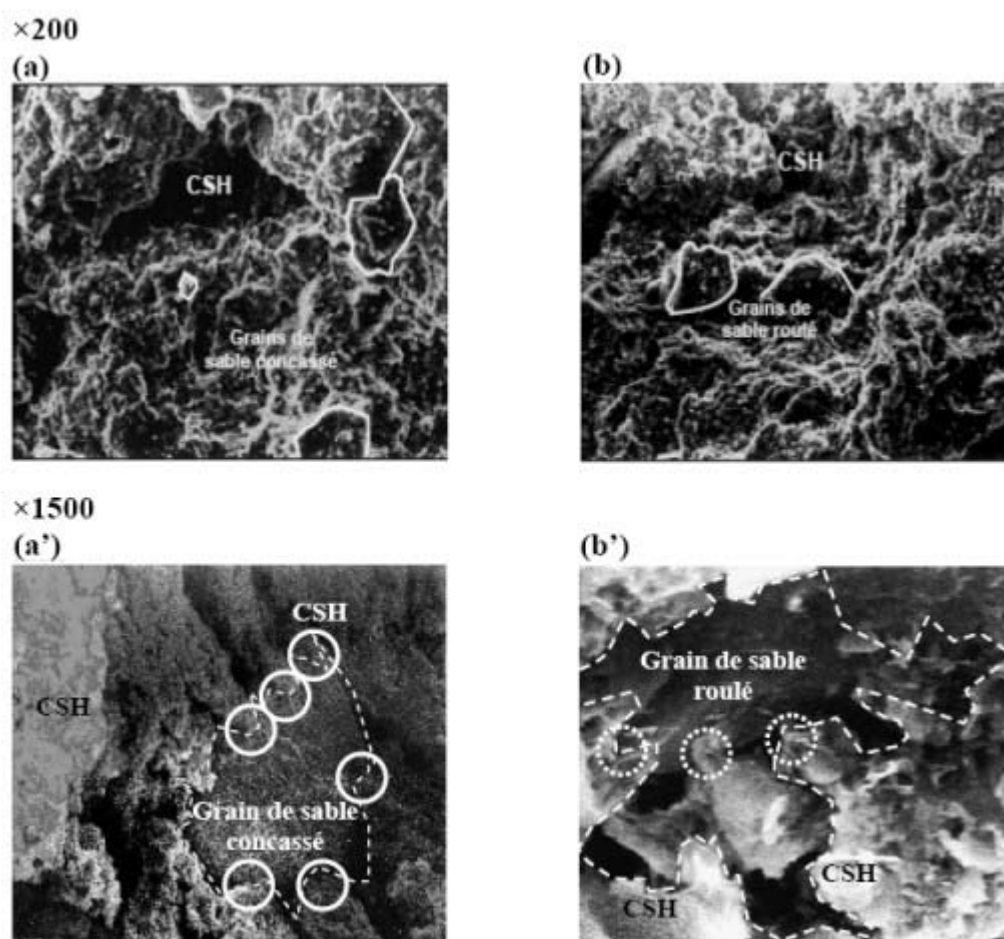 ×200
(a)
(b)
CSH
Grains de
sable concassé
CSH
Grains de
sable routé
×1500
(a’)
(b’)
CSH
CSH
Grain de sable
concassé
Grain de sable
roulé
CSH
CSH